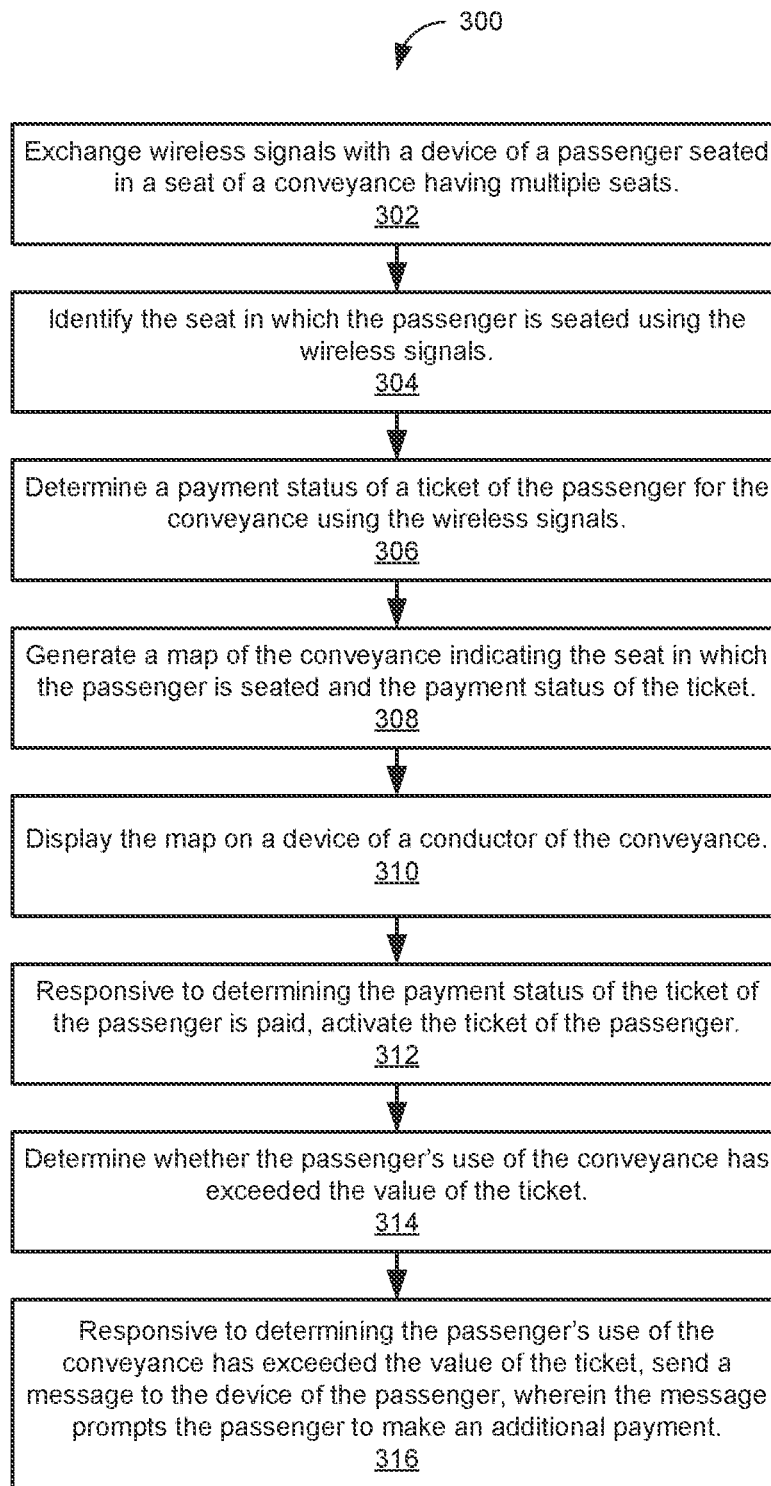 300
Exchange wireless signals with a device of a passenger seated
in a seat of a conveyance having multiple seats.
302
Identify the seat in which the passenger is seated using the
wireless signals.
304
Determine a payment status of a ticket of the passenger for the
conveyance using the wireless signals.
306
Generate a map of the conveyance indicating the seat in which
the passenger is seated and the payment status of the ticket.
308
Display the map on a device of a conductor of the conveyance.
310
Responsive to determining the payment status of the ticket of
the passenger is paid, activate the ticket of the passenger.
312
Determine whether the passenger's use of the conveyance has
exceeded the value of the ticket.
314
Responsive to determining the passenger's use of the
conveyance has exceeded the value of the ticket, send a
message to the device of the passenger, wherein the message
prompts the passenger to make an additional payment.
316